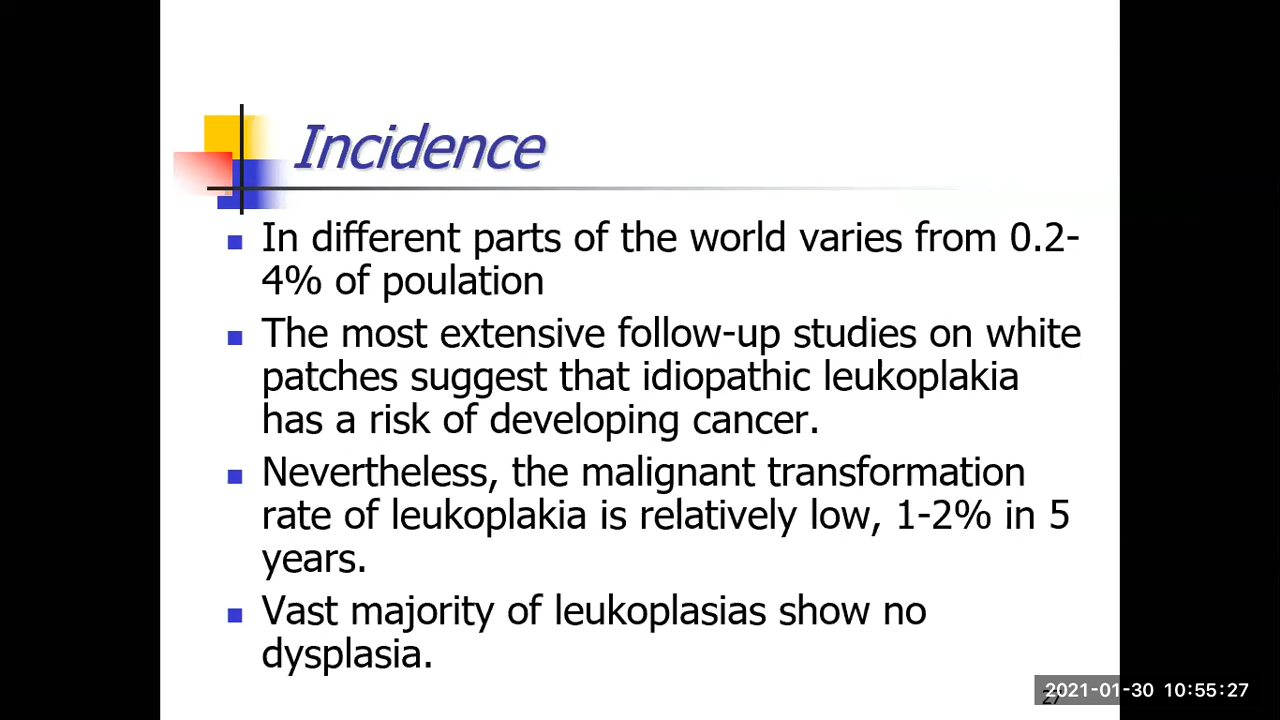 Incidence
In different parts of the world varies from 0.2-
4% of poulation
The most extensive follow-up studies on white
patches suggest that idiopathic leukoplakia
has a risk of developing cancer.
Nevertheless, the malignant transformation
rate of leukoplakia is relatively low, 1-2% in 5
years.
Vast majority of leukoplasias show no
dysplasia.
2021-01-30 10:55:27